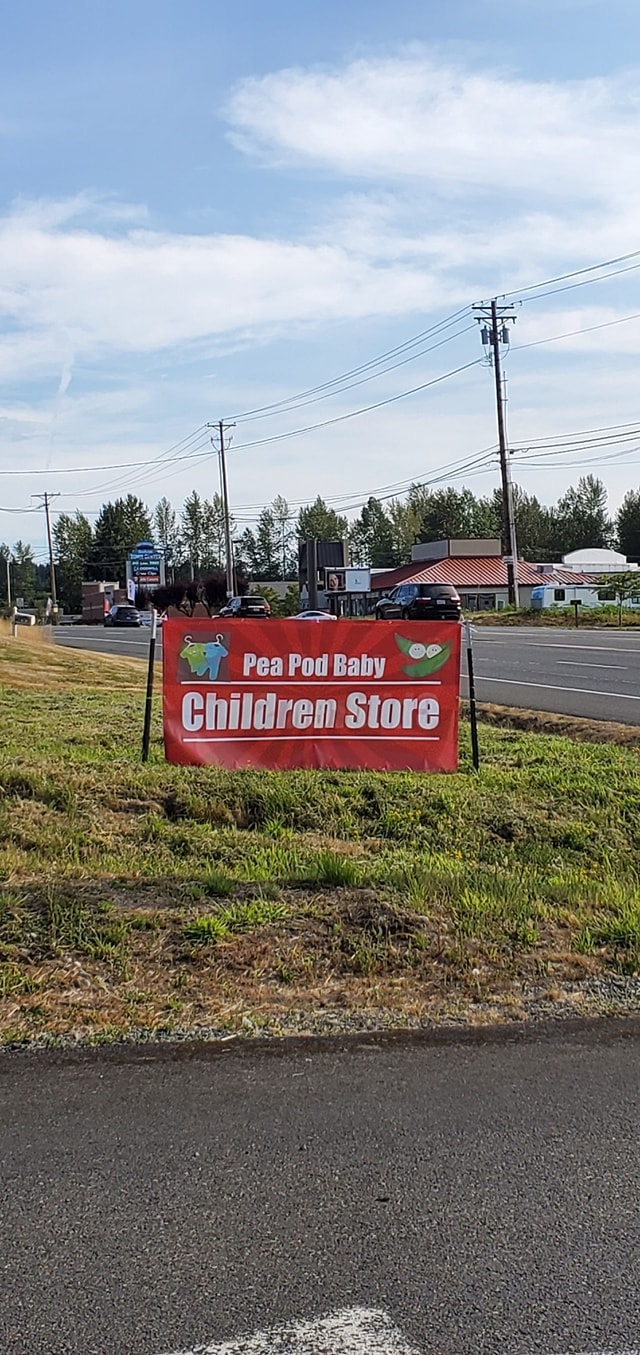 Pea Pod Baby
Children Store